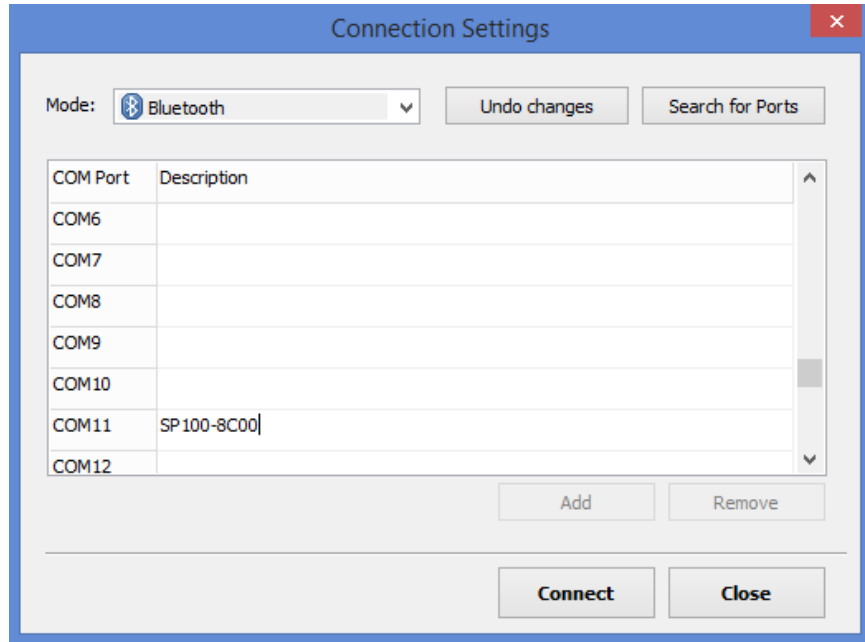 Connection Settings
Mode: Bluetooth Undo changes Search for Ports
COM Port Description
COM6
COM7
COM8
COM9
COM10
COM11 SP100-8C00
COM12
Add Remove
Connect Close